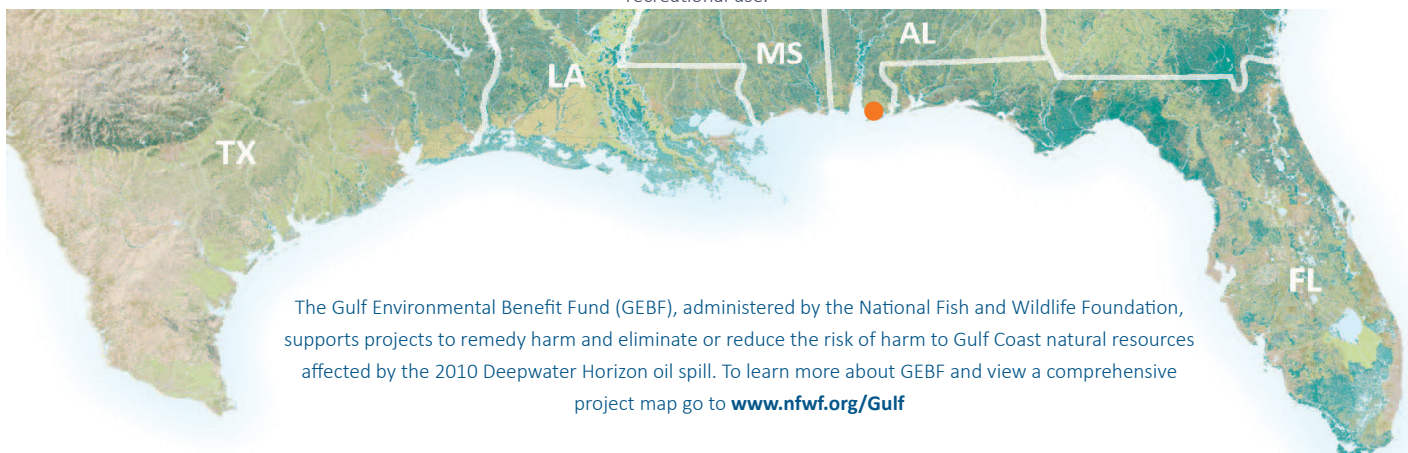 recreational use.
AL
MS
LA
TX
FL
The Gulf Environmental Benefit Fund (GEBF), administered by the National Fish and Wildlife Foundation,
supports projects to remedy harm and eliminate or reduce the risk of harm to Gulf Coast natural resources
affected by the 2010 Deepwater Horizon oil spill. To learn more about GEBF and view a comprehensive
project map go to www.nfwf.org/Gulf